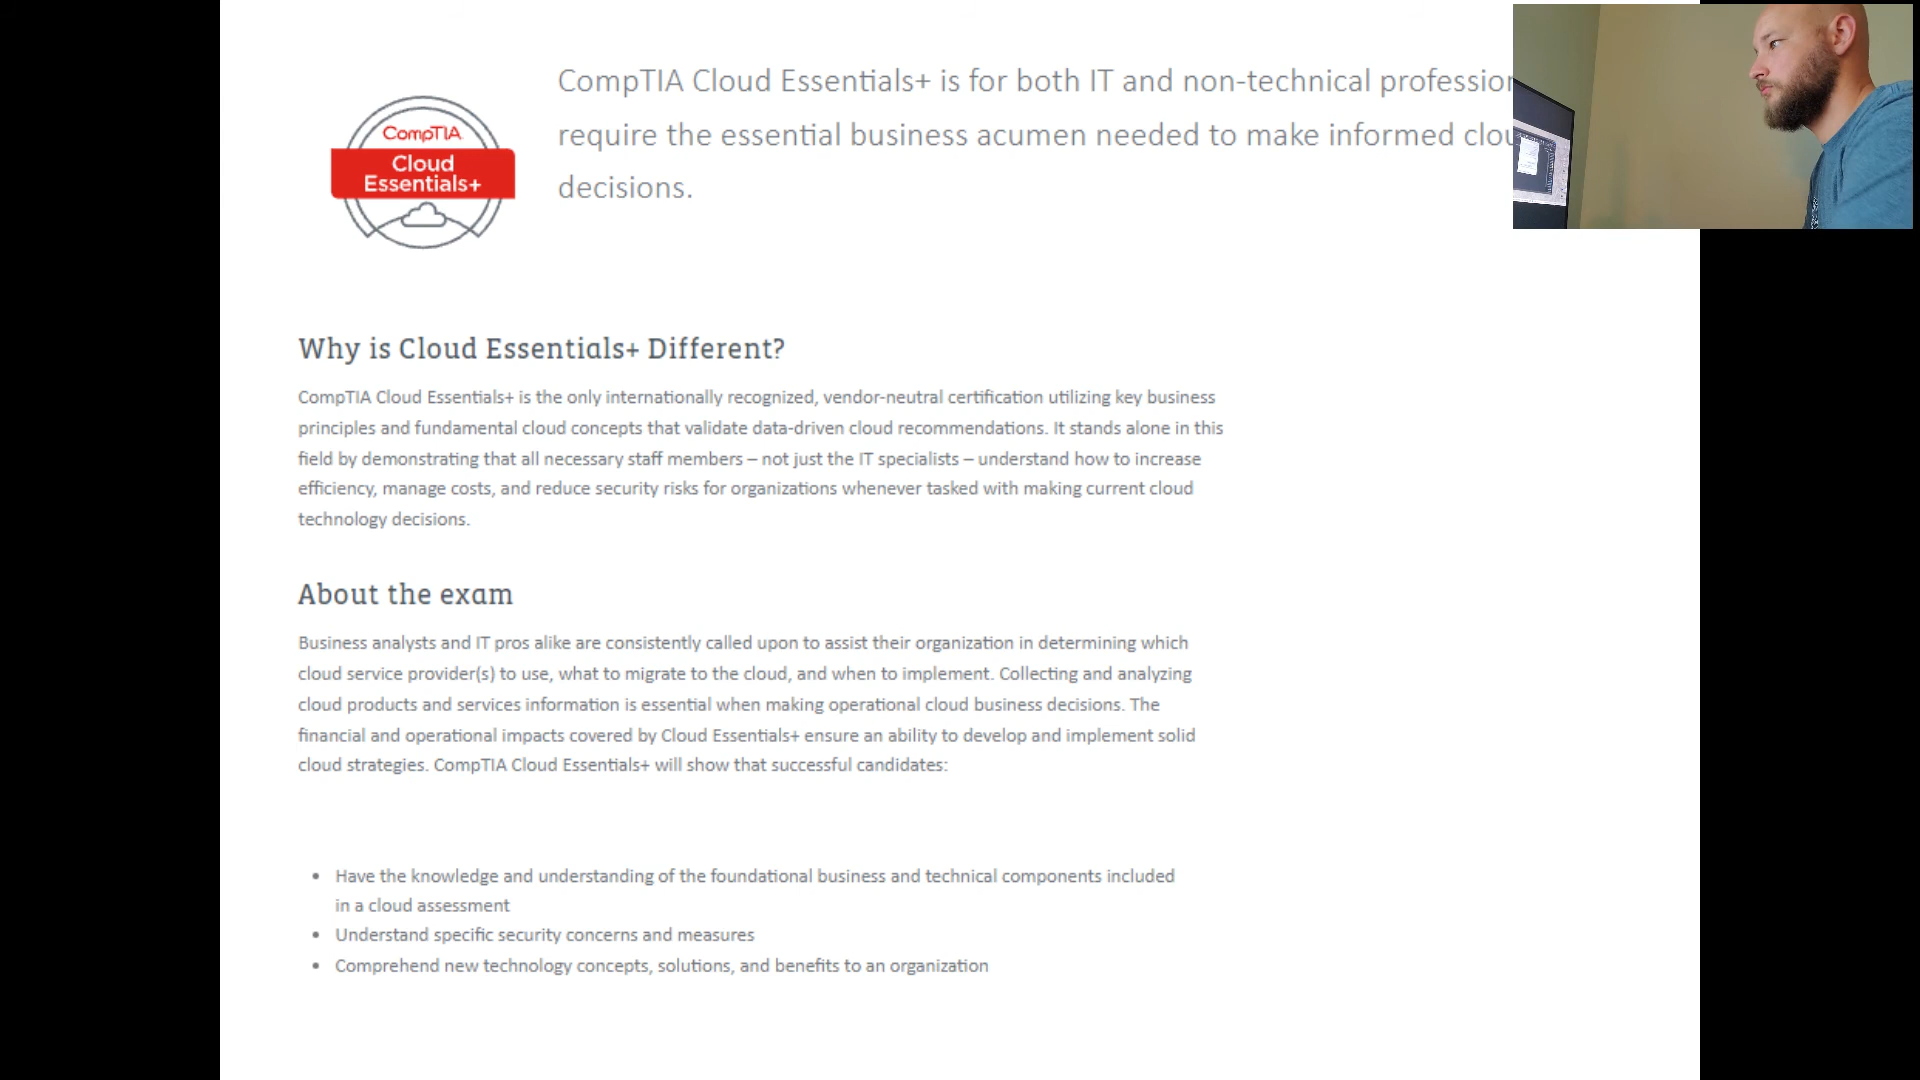 CompTIA Cloud Essentials+ is for both IT and non-technical
require the essential business acumen needed to make informed
decisions.
CompTIA
Cloud
Essentials+
Why is Cloud Essentials+ Different?
CompTIA Cloud Essentials+ is the only internationally recognized, vendor-neutral certification utilizing key business
principles and fundamental cloud concepts that validate data-driven cloud recommendations. It stands alone in this
field by demonstrating that all necessary staff members – not just the IT specialists – understand how to increase
efficiency, manage costs, and reduce security risks for organizations whenever tasked with making current cloud
technology decisions.
About the exam
Business analysts and IT pros alike are consistently called upon to assist their organization in determining which
cloud service provider(s) to use, what to migrate to the cloud, and when to implement. Collecting and analyzing
cloud products and services information is essential when making operational cloud business decisions. The
financial and operational impacts covered by Cloud Essentials+ ensure an ability to develop and implement solid
cloud strategies. CompTIA Cloud Essentials+ will show that successful candidates:
• Have the knowledge and understanding of the foundational business and technical components included
in a cloud assessment
• Understand specific security concerns and measures
• Comprehend new technology concepts, solutions, and benefits to an organization